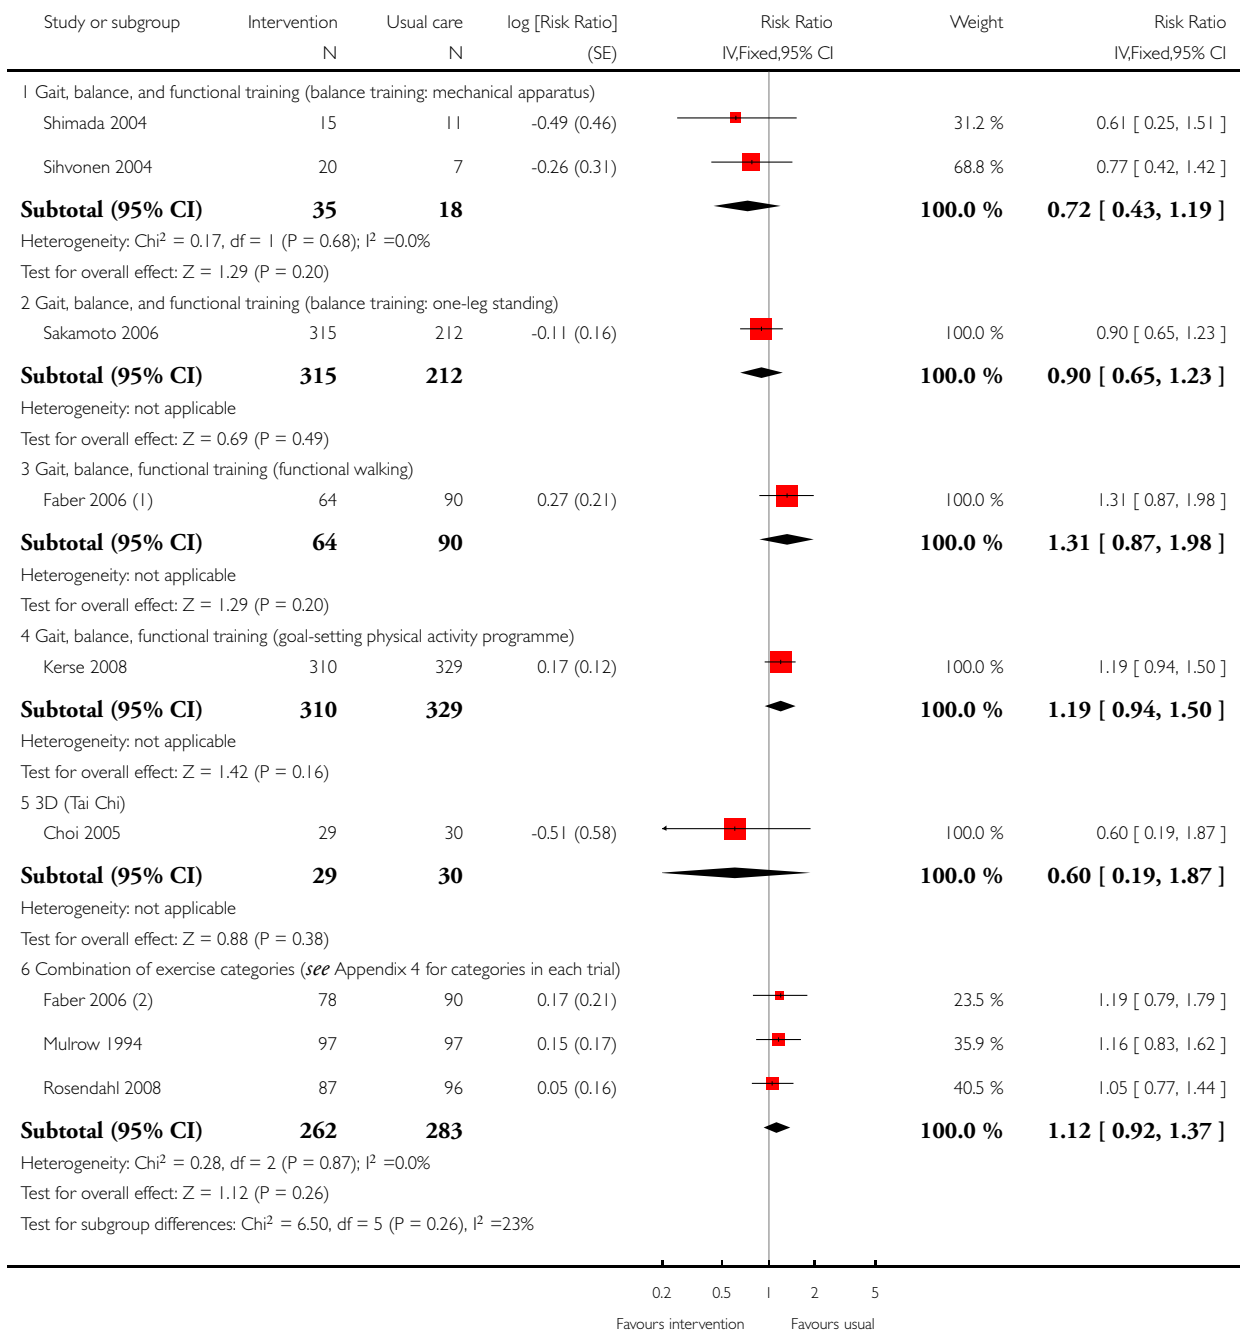 Study or subgroup Intervention Usual care log [Risk Ratio] Risk Ratio Weight Risk Ratio
N N (SE) IV,Fixed,95% CI IV,Fixed,95% CI
1 Gait, balance, and functional training (balance training: mechanical apparatus)
Shimada 2004 15 11 -0.49 (0.46) 31.2 % 0.61 [ 0.25, 1.51 ]
Sihvonen 2004 20 7 -0.26 (0.31) 68.8 % 0.77 [ 0.42, 1.42 ]
Subtotal (95% CI) 35 18 100.0 % 0.72 [ 0.43, 1.19 ]
Heterogeneity: Chi² = 0.17, df = 1 (P = 0.68); I² =0.0%
Test for overall effect: Z = 1.29 (P = 0.20)
2 Gait, balance, and functional training (balance training: one-leg standing)
Sakamoto 2006 315 212 -0.11 (0.16) 100.0 % 0.90 [ 0.65, 1.23 ]
Subtotal (95% CI) 315 212 100.0 % 0.90 [ 0.65, 1.23 ]
Heterogeneity: not applicable
Test for overall effect: Z = 0.69 (P = 0.49)
3 Gait, balance, functional training (functional walking)
Faber 2006 (1) 64 90 0.27 (0.21) 100.0 % 1.31 [ 0.87, 1.98 ]
Subtotal (95% CI) 64 90 100.0 % 1.31 [ 0.87, 1.98 ]
Heterogeneity: not applicable
Test for overall effect: Z = 1.29 (P = 0.20)
4 Gait, balance, functional training (goal-setting physical activity programme)
Kerse 2008 310 329 0.17 (0.12) 100.0 % 1.19 [ 0.94, 1.50 ]
Subtotal (95% CI) 310 329 100.0 % 1.19 [ 0.94, 1.50 ]
Heterogeneity: not applicable
Test for overall effect: Z = 1.42 (P = 0.16)
5 3D (Tai Chi)
Choi 2005 29 30 -0.51 (0.58) 100.0 % 0.60 [ 0.19, 1.87 ]
Subtotal (95% CI) 29 30 100.0 % 0.60 [ 0.19, 1.87 ]
Heterogeneity: not applicable
Test for overall effect: Z = 0.88 (P = 0.38)
6 Combination of exercise categories (see Appendix 4 for categories in each trial)
Faber 2006 (2) 78 90 0.17 (0.21) 23.5 % 1.19 [ 0.79, 1.79 ]
Mulrow 1994 97 97 0.15 (0.17) 35.9 % 1.16 [ 0.83, 1.62 ]
Rosendahl 2008 87 96 0.05 (0.16) 40.5 % 1.05 [ 0.77, 1.44 ]
Subtotal (95% CI) 262 283 100.0 % 1.12 [ 0.92, 1.37 ]
Heterogeneity: Chi² = 0.28, df = 2 (P = 0.87); I² =0.0%
Test for overall effect: Z = 1.12 (P = 0.26)
Test for subgroup differences: Chi² = 6.50, df = 5 (P = 0.26), I² =23%
0.2 0.5 1 2 5
Favours intervention Favours usual